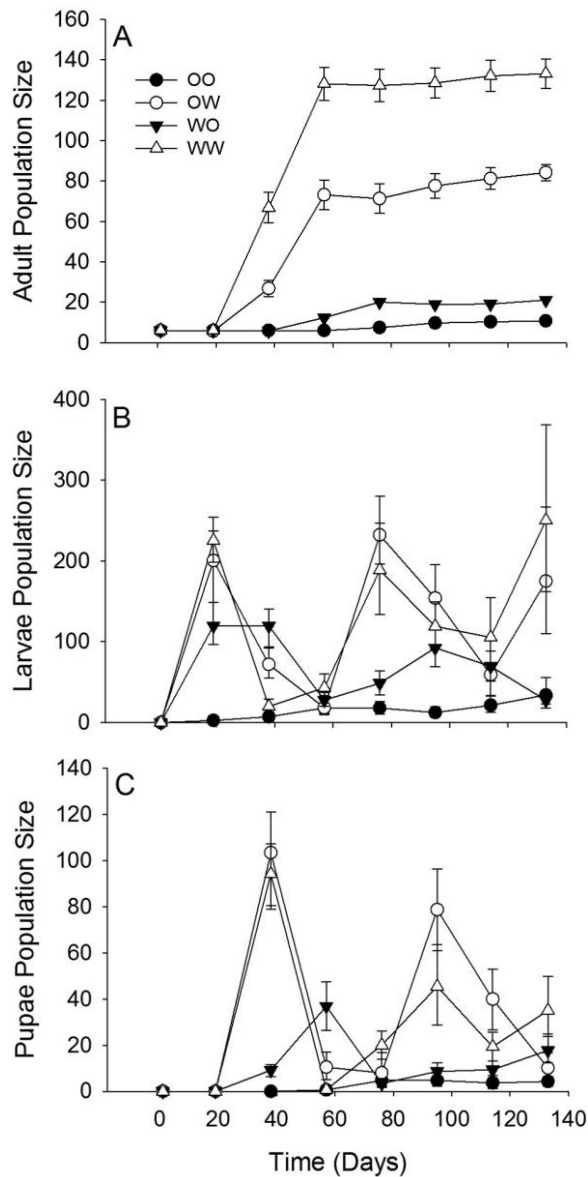 A
OO
OW
WO
WW
Adult Population Size
160
140
120
100
80
60
40
20
0
B
Larvae Population Size
400
300
200
100
0
C
Pupae Population Size
140
120
100
80
60
40
20
0
0 20 40 60 80 100 120 140
Time (Days)